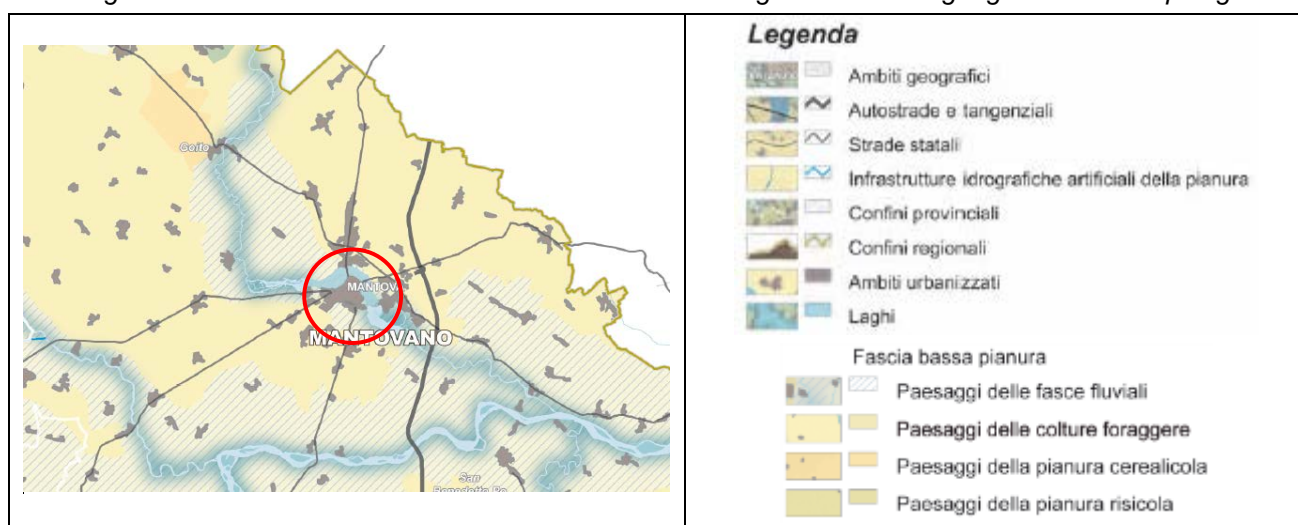 Goito
MANTOVA
MANTOVANO
San
Benedetto Po
Legenda
Ambiti geografici
Autostrade e tangenziali
Strade statali
Infrastrutture idrografiche artificiali della pianura
Confini provinciali
Confini regionali
Ambiti urbanizzati
Laghi
Fascia bassa pianura
Paesaggi delle fasce fluviali
Paesaggi delle colture foraggere
Paesaggi della pianura cerealicola
Paesaggi della pianura risicola